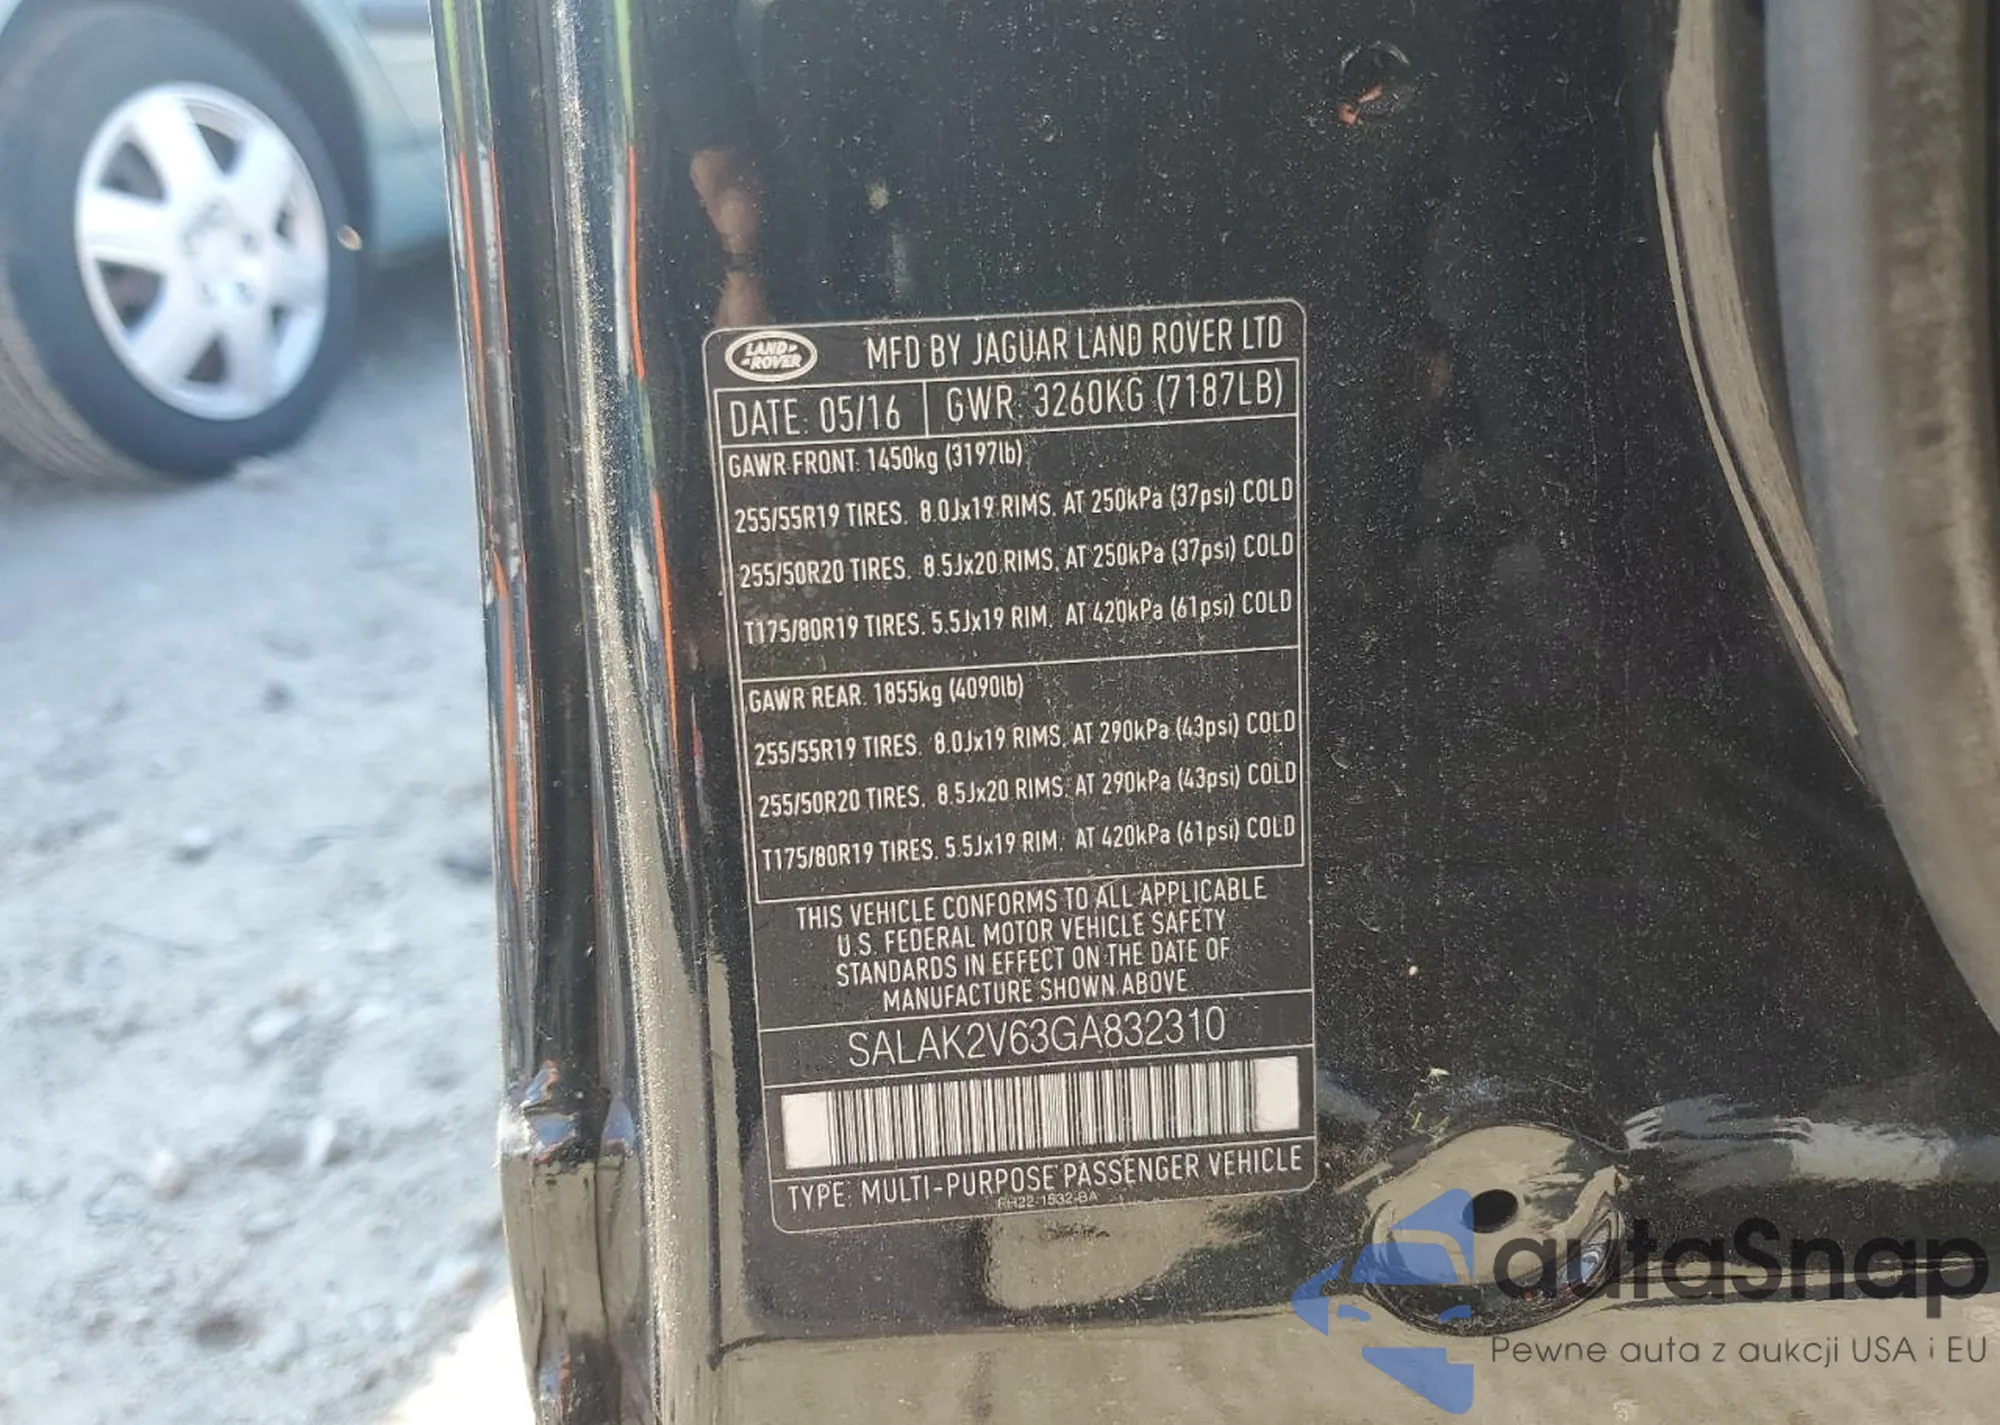 LAND ROVER
MFD BY JAGUAR LAND ROVER LTD
DATE: 05/16 GWR: 3260KG (7187LB)
GAWR FRONT: 1450kg (3197lb)
255/55R19 TIRES. 8.0Jx19 RIMS. AT 250kPa (37psi) COLD
255/50R20 TIRES. 8.5Jx20 RIMS. AT 250kPa (37psi) COLD
T175/80R19 TIRES. 5.5Jx19 RIM. AT 420kPa (61psi) COLD
GAWR REAR. 1855kg (4090lb)
255/55R19 TIRES. 8.0Jx19 RIMS. AT 290kPa (43psi) COLD
255/50R20 TIRES. 8.5Jx20 RIMS. AT 290kPa (43psi) COLD
T175/80R19 TIRES. 5.5Jx19 RIM. AT 420kPa (61psi) COLD
THIS VEHICLE CONFORMS TO ALL APPLICABLE
U.S. FEDERAL MOTOR VEHICLE SAFETY
STANDARDS IN EFFECT ON THE DATE OF
MANUFACTURE SHOWN ABOVE
SALAK2V63GA832310
TYPE: MULTI-PURPOSE PASSENGER VEHICLE
autaSnap
Pewne auta z aukcji USA i EU